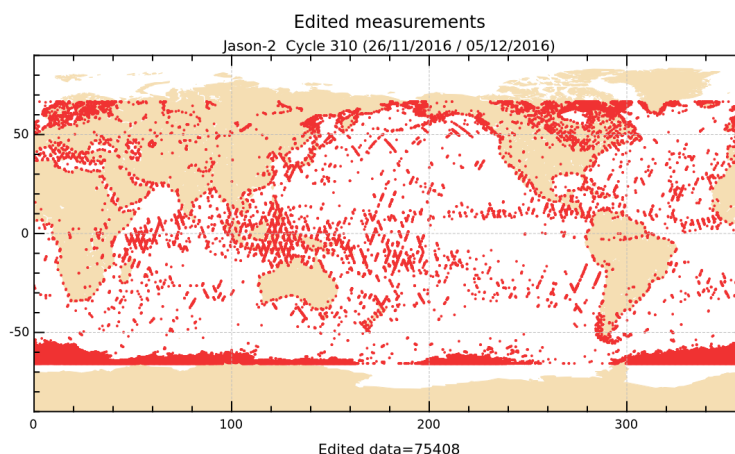 Edited measurements
Jason-2 Cycle 310 (26/11/2016 / 05/12/2016)
50
0
-50
0 100 200 300
Edited data=75408